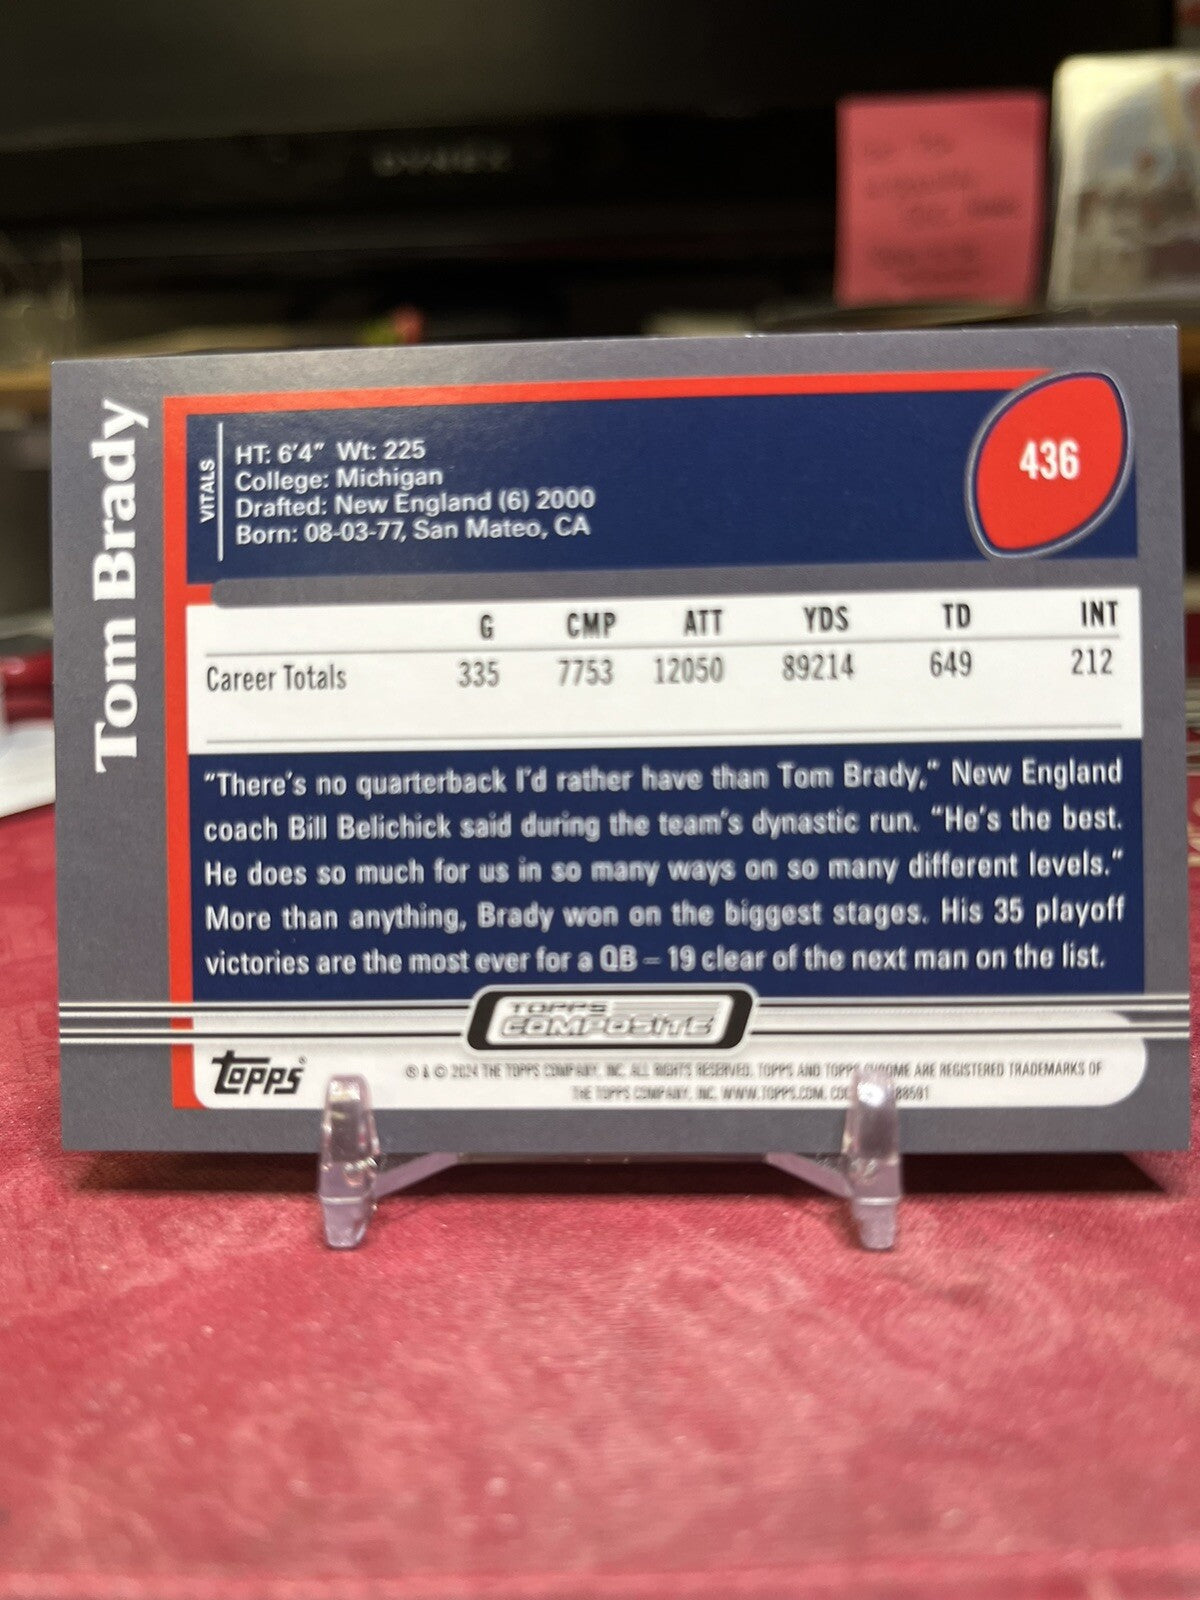 Tom Brady
VITALS
HT: 6'4" Wt: 225
College: Michigan
Drafted: New England (6) 2000
Born: 08-03-77, San Mateo, CA
436
G CMP ATT YDS TD INT
Career Totals 335 7753 12050 89214 649 212
"There's no quarterback I'd rather have than Tom Brady," New England
coach Bill Belichick said during the team's dynastic run. "He's the best.
He does so much for us in so many ways on so many different levels."
More than anything, Brady won on the biggest stages. His 35 playoff
victories are the most ever for a QB – 19 clear of the next man on the list.
TOPPS
COMPOSITE
Topps®
® & © 2024 THE TOPPS COMPANY, INC. ALL RIGHTS RESERVED. TOPPS AND TOPPS CHROME ARE REGISTERED TRADEMARKS OF
THE TOPPS COMPANY, INC. WWW.TOPPS.COM.